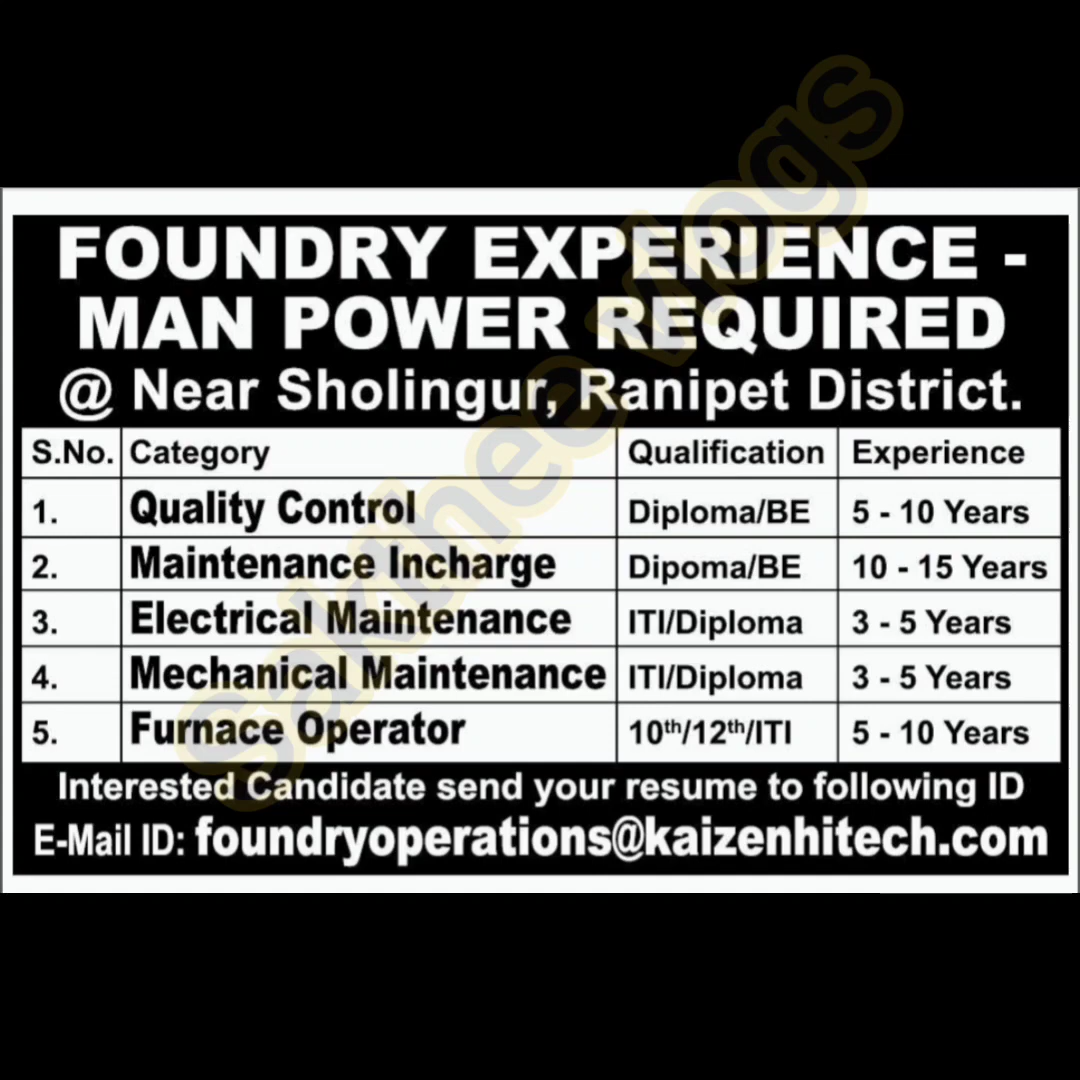 FOUNDRY EXPERIENCE -
MAN POWER REQUIRED
@ Near Sholingur, Ranipet District.
S.No. Category Qualification Experience
1. Quality Control Diploma/BE 5 - 10 Years
2. Maintenance Incharge Dipoma/BE 10 - 15 Years
3. Electrical Maintenance ITI/Diploma 3 - 5 Years
4. Mechanical Maintenance ITI/Diploma 3 - 5 Years
5. Furnace Operator 10th/12th/ITI 5 - 10 Years
Interested Candidate send your resume to following ID
E-Mail ID: foundryoperations@kaizenhitech.com
Sakthee vlogs